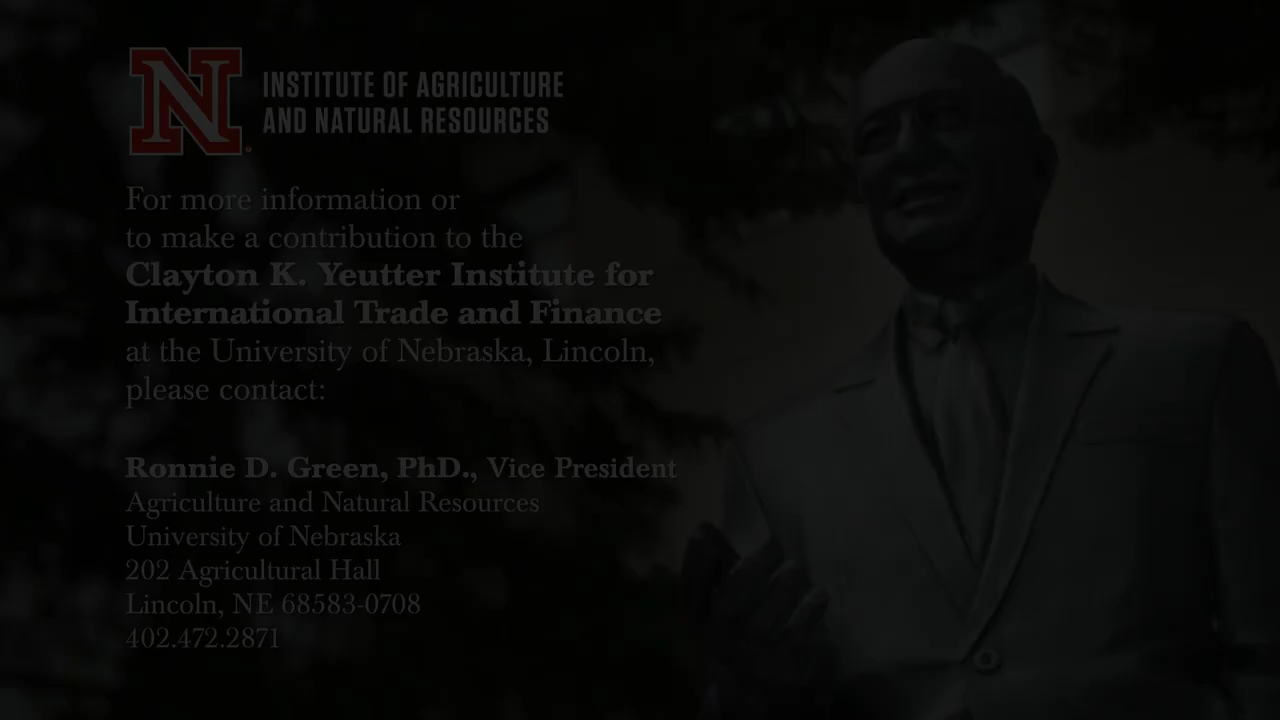 N
INSTITUTE OF AGRICULTURE
AND NATURAL RESOURCES
For more information or
to make a contribution to the
Clayton K. Yeutter Institute for
International Trade and Finance
at the University of Nebraska, Lincoln,
please contact:
Ronnie D. Green, PhD., Vice President
Agriculture and Natural Resources
University of Nebraska
202 Agricultural Hall
Lincoln, NE 68583-0708
402.472.2871